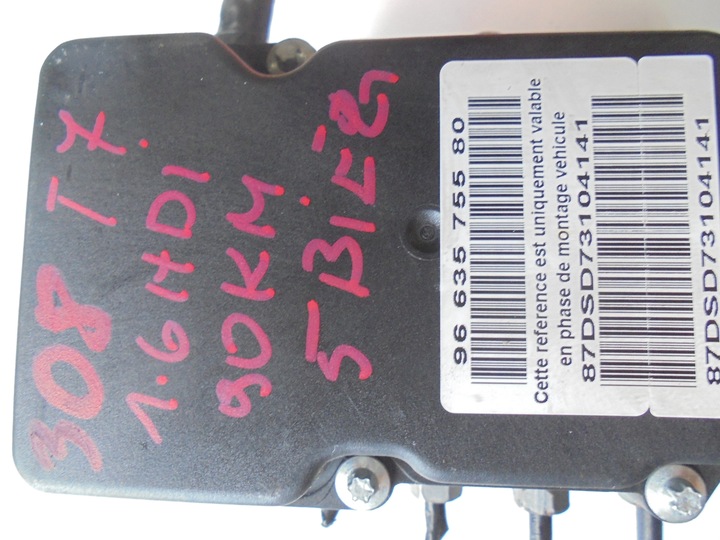 308 T7
1.6 HDI
90KM
5 BIEG
96 635 755 80
Cette reference est uniquement valable
en phase de montage vehicule
87DSD73104141
87DSD73104141